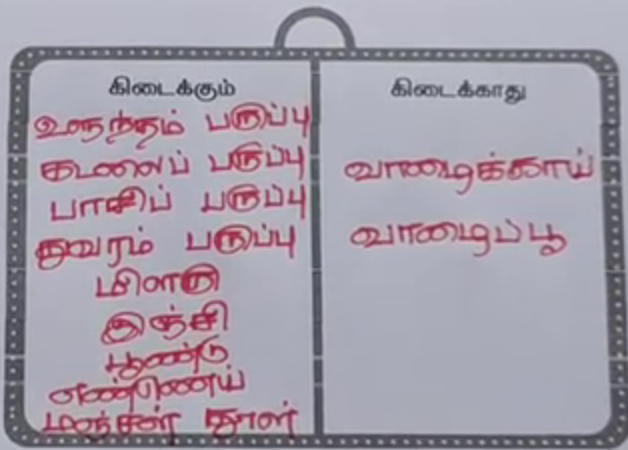 கிடைக்கும்
உளுந்தம் பருப்பு
கடலைப் பருப்பு
பாசிப் பருப்பு
துவரம் பருப்பு
மிளகு
இஞ்சி
பூண்டு
எண்ணெய்
மஞ்சள் தூள்
கிடைக்காது
வாழைக்காய்
வாழைப்பூ